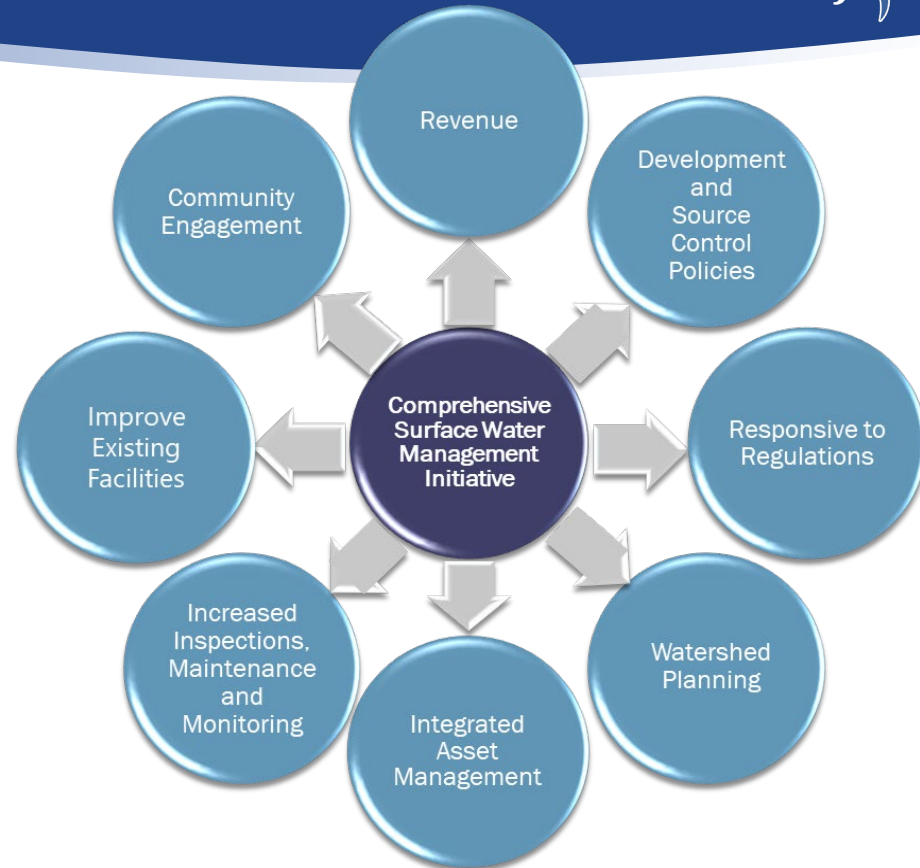 Revenue
Development
and
Source
Control
Policies
Community
Engagement
Comprehensive
Surface Water
Management
Initiative
Responsive to
Regulations
Improve
Existing
Facilities
Increased
Inspections,
Maintenance
and
Monitoring
Watershed
Planning
Integrated
Asset
Management